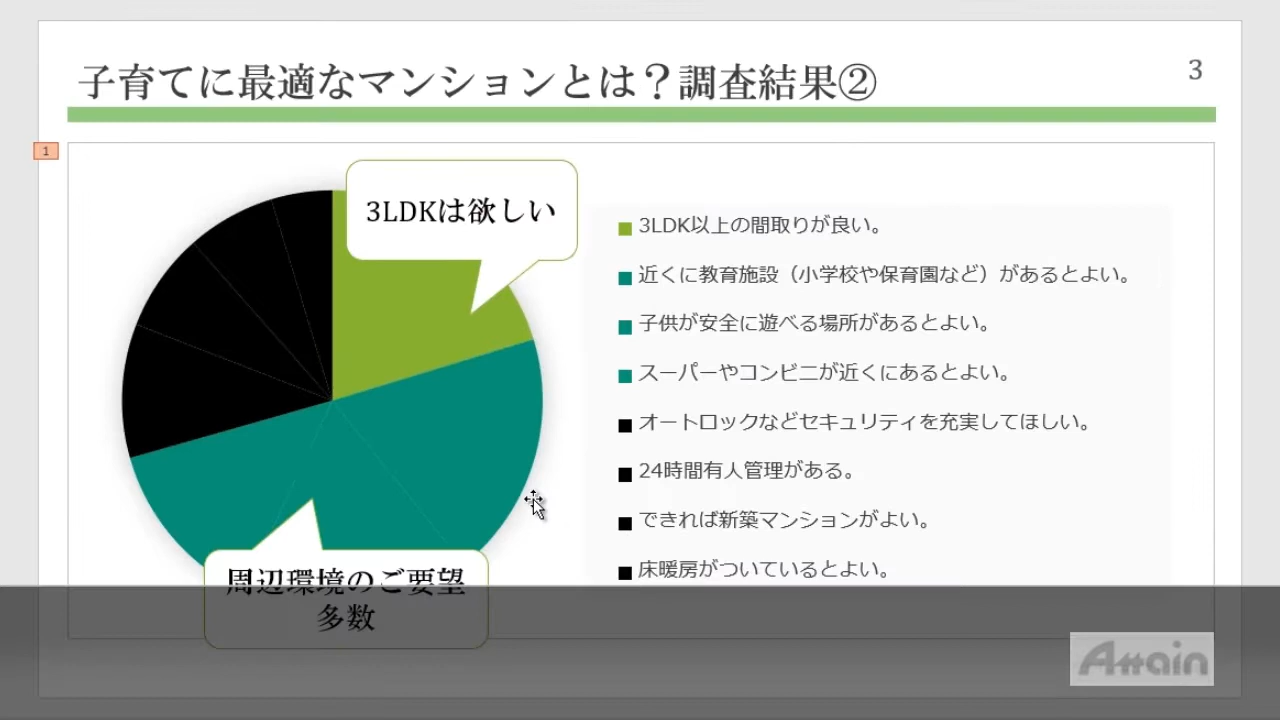 子育てに最適なマンションとは？調査結果②
3
1
3LDKは欲しい
3LDK以上の間取りが良い。
近くに教育施設（小学校や保育園など）があるとよい。
子供が安全に遊べる場所があるとよい。
スーパーやコンビニが近くにあるとよい。
オートロックなどセキュリティを充実してほしい。
24時間有人管理がある。
できれば新築マンションがよい。
床暖房がついているとよい。
周辺環境のご要望
多数
Attain